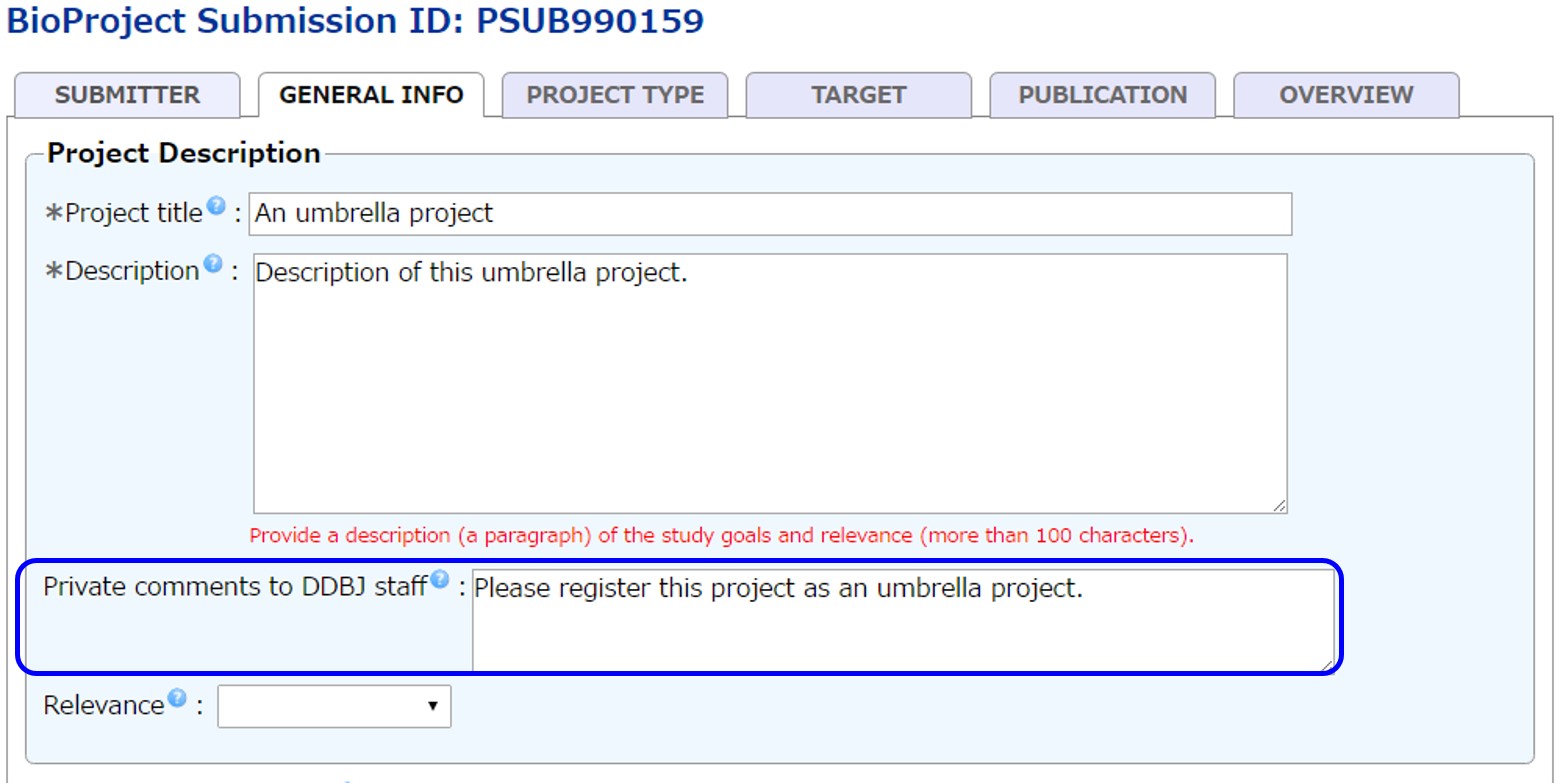 BioProject Submission ID: PSUB990159
SUBMITTER GENERAL INFO PROJECT TYPE TARGET PUBLICATION OVERVIEW
Project Description
*Project title ? : An umbrella project
*Description ? : Description of this umbrella project.
Provide a description (a paragraph) of the study goals and relevance (more than 100 characters).
Private comments to DDBJ staff ? : Please register this project as an umbrella project.
Relevance ? :